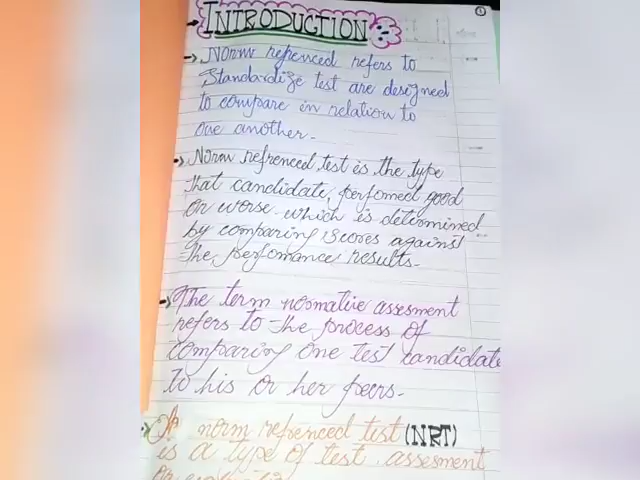 INTRODUCTION
Norm refrenced refers to
Standardize test are designed
to compare in relation to
one another.
Norm refrenced test is the type
that candidate, perfomed good
or worse which is determined
by comparing scores against
the perfomance results.
The term normative assesment
refers to the process of
comparing one test candidate
to his or her peers.
A norm refrenced test (NRT)
is a type of test, assesment
or